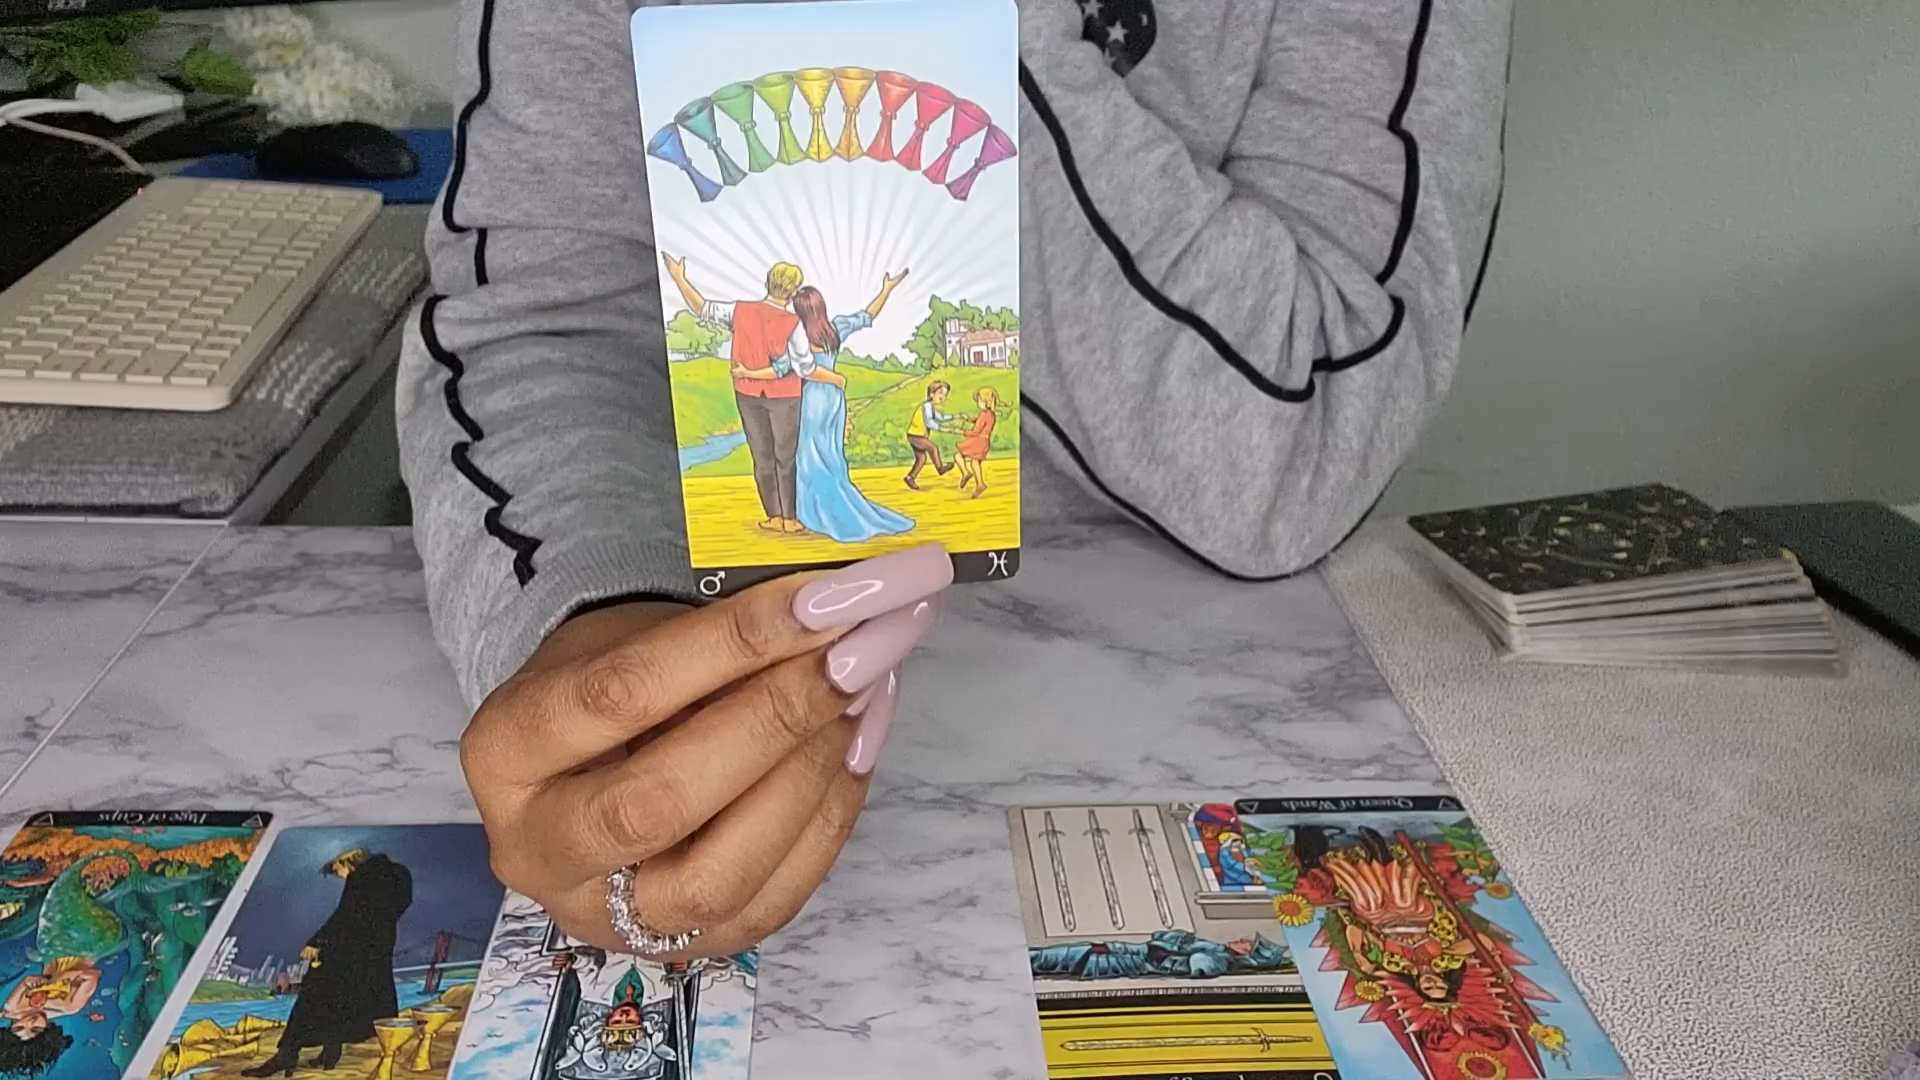 Page of Cups
Queen of Wands